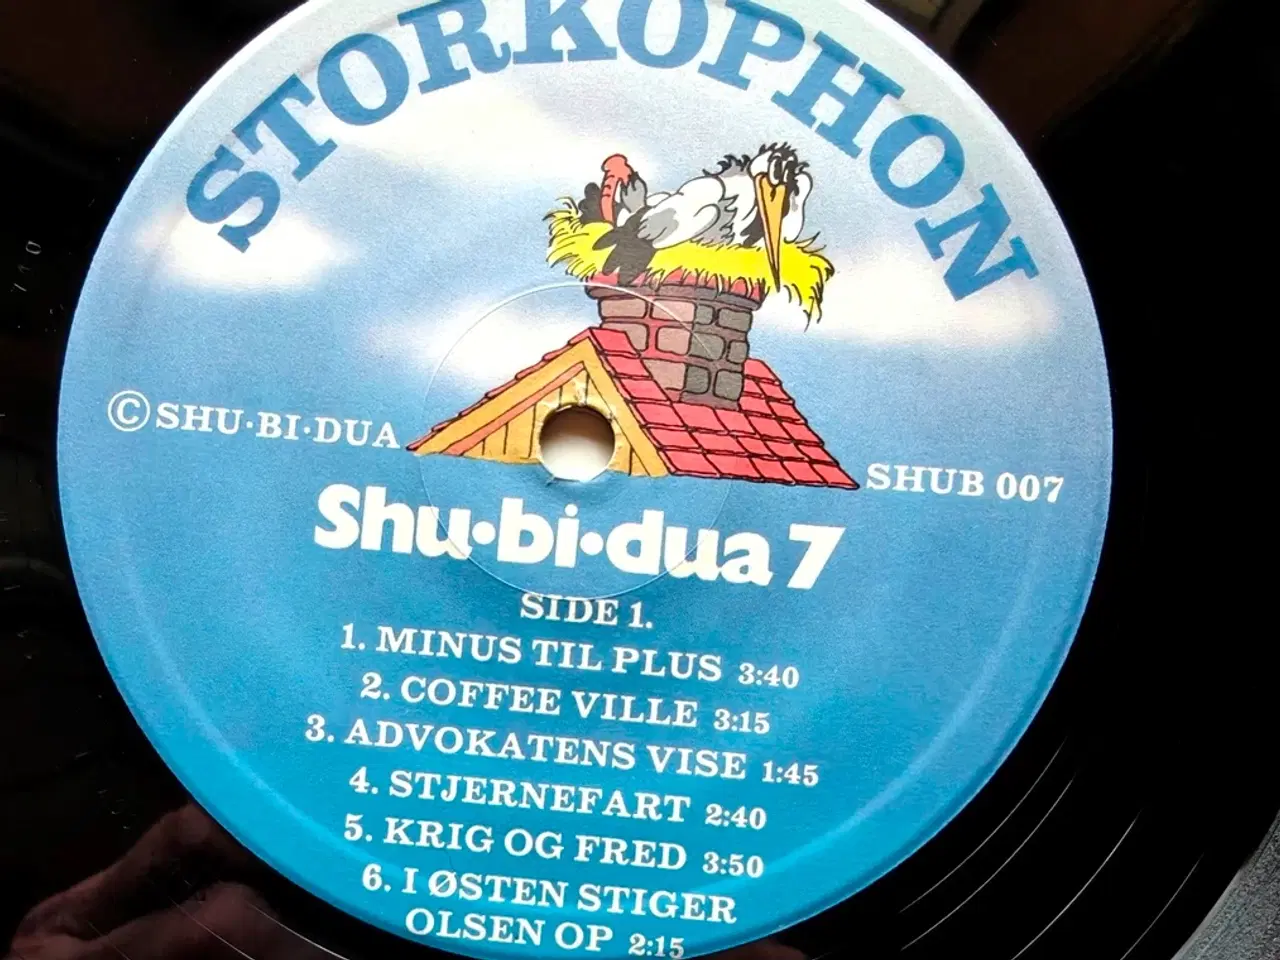 STORKOPHON
© SHU·BI·DUA
SHUB 007
Shu·bi·dua 7
SIDE 1.
1. MINUS TIL PLUS 3:40
2. COFFEE VILLE 3:15
3. ADVOKATENS VISE 1:45
4. STJERNEFART 2:40
5. KRIG OG FRED 3:50
6. I ØSTEN STIGER
OLSEN OP 2:15